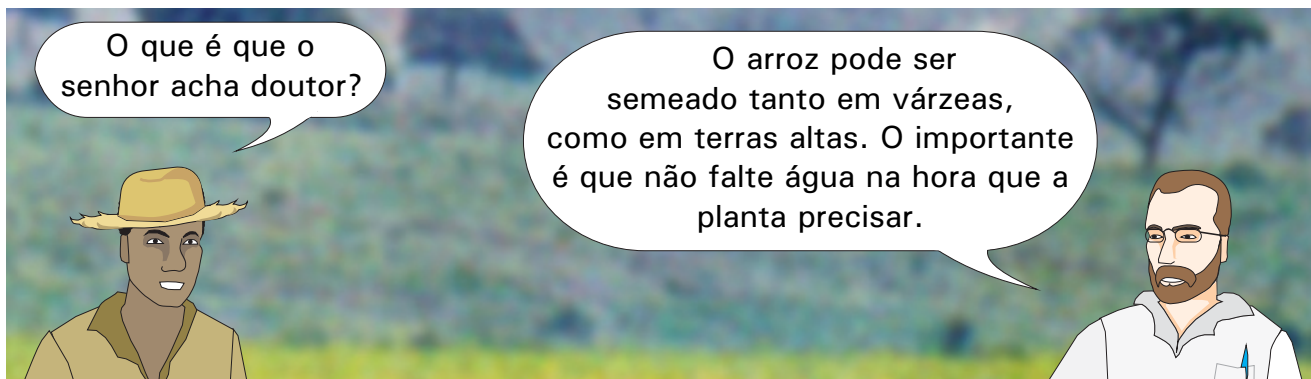 O que é que o
senhor acha doutor?
O arroz pode ser
semeado tanto em várzeas,
como em terras altas. O importante
é que não falte água na hora que a
planta precisar.